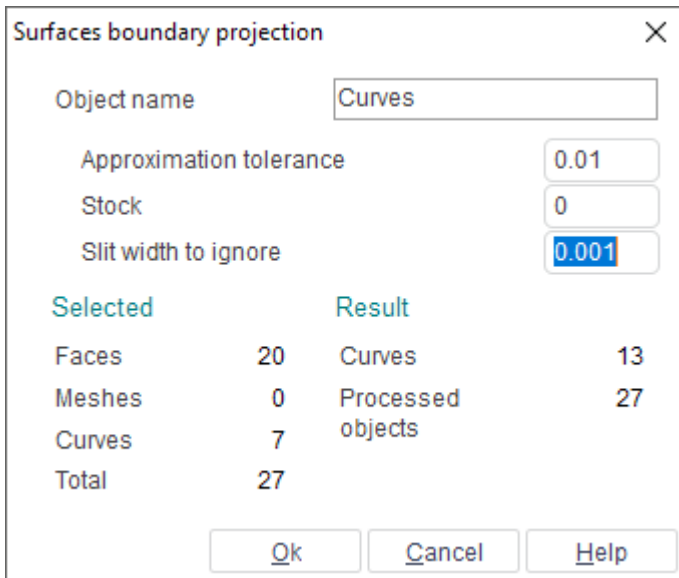 Surfaces boundary projection
Object name Curves
Approximation tolerance 0.01
Stock 0
Slit width to ignore 0.001
Selected Result
Faces 20 Curves 13
Meshes 0 Processed objects 27
Curves 7
Total 27
Ok Cancel Help